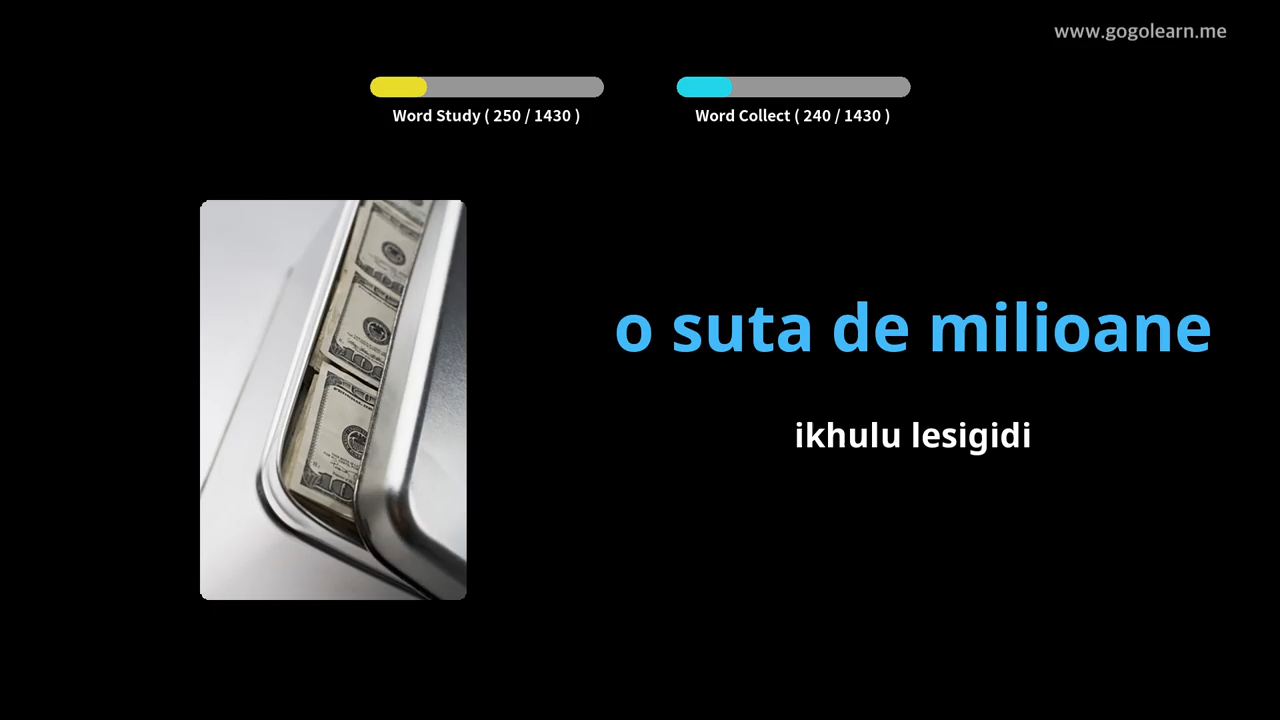 www.gogolearn.me
Word Study ( 250 / 1430 )
Word Collect ( 240 / 1430 )
o suta de milioane
ikhulu lesigidi